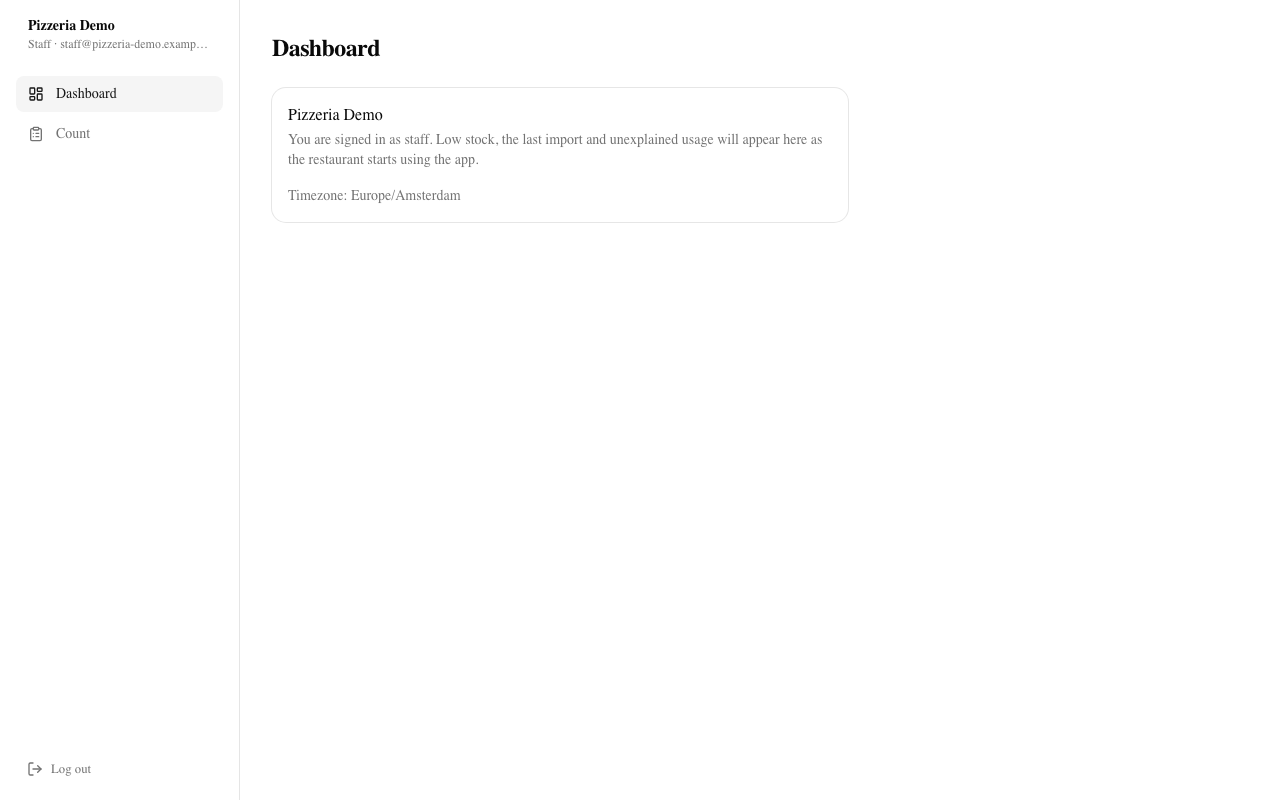 Pizzeria Demo
Staff · staff@pizzeria-demo.examp…
Dashboard
Count
Log out
Dashboard
Pizzeria Demo
You are signed in as staff. Low stock, the last import and unexplained usage will appear here as
the restaurant starts using the app.
Timezone: Europe/Amsterdam